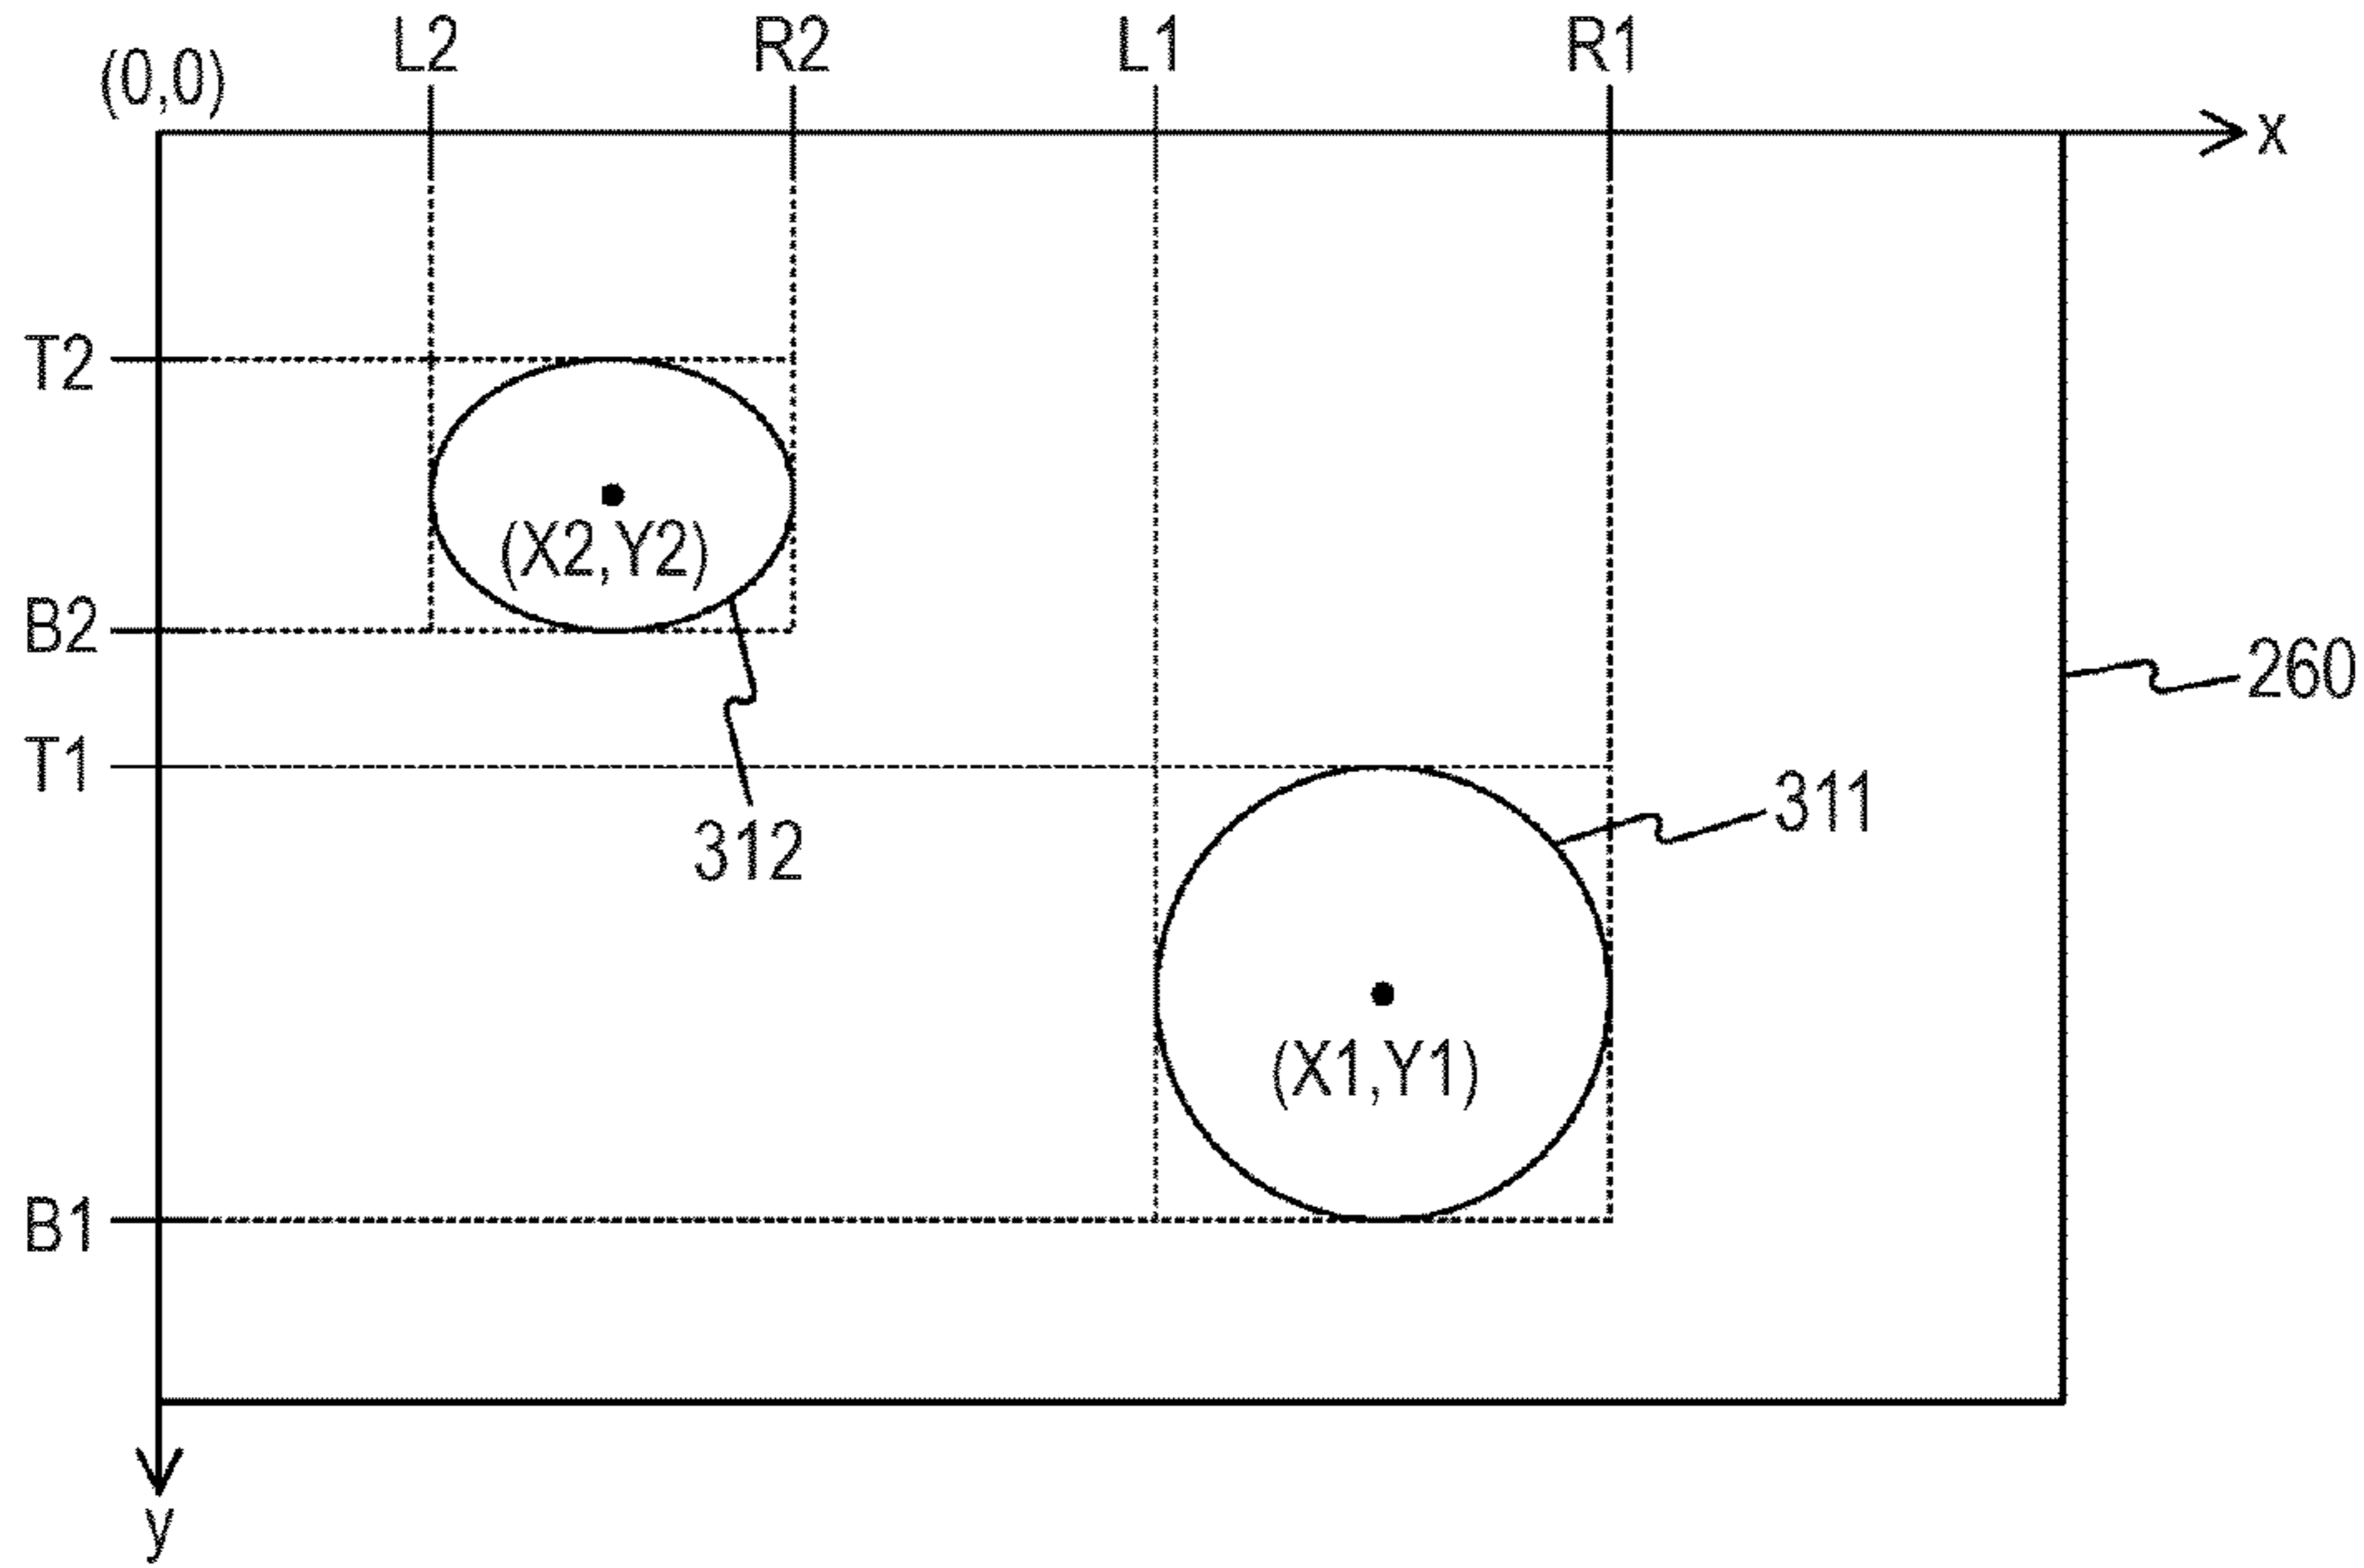 L2 R2 L1 R1
(0,0)
x
T2
(X2,Y2)
B2
260
T1
311
312
(X1,Y1)
B1
y